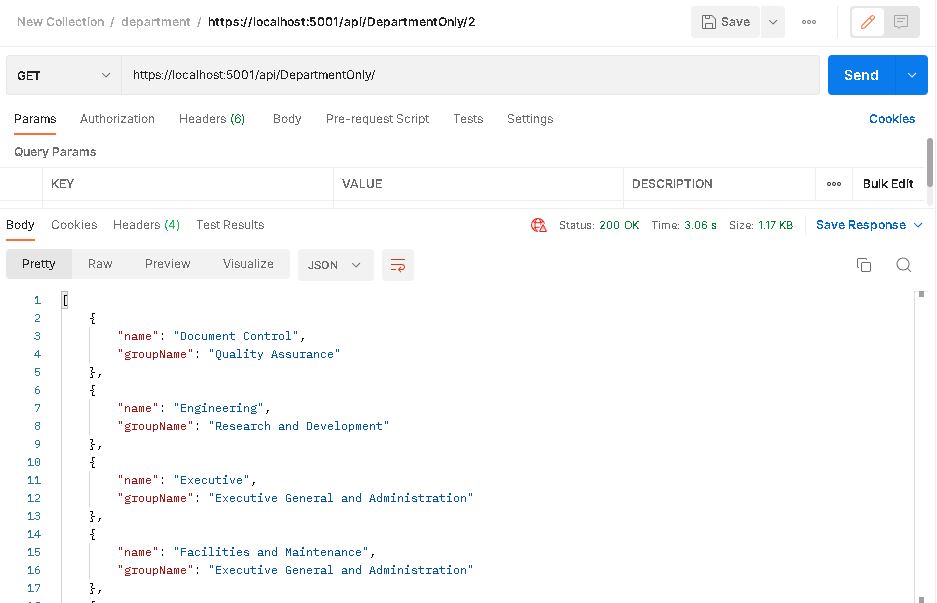 New Collection / department / https://localhost:5001/api/DepartmentOnly/2
Save
GET
https://localhost:5001/api/DepartmentOnly/
Send
Params Authorization Headers (6) Body Pre-request Script Tests Settings Cookies
Query Params
KEY VALUE DESCRIPTION Bulk Edit
Body Cookies Headers (4) Test Results Status: 200 OK Time: 3.06 s Size: 1.17 KB Save Response
Pretty Raw Preview Visualize JSON
1 [
2 {
3 "name": "Document Control",
4 "groupName": "Quality Assurance"
5 },
6 {
7 "name": "Engineering",
8 "groupName": "Research and Development"
9 },
10 {
11 "name": "Executive",
12 "groupName": "Executive General and Administration"
13 },
14 {
15 "name": "Facilities and Maintenance",
16 "groupName": "Executive General and Administration"
17 },